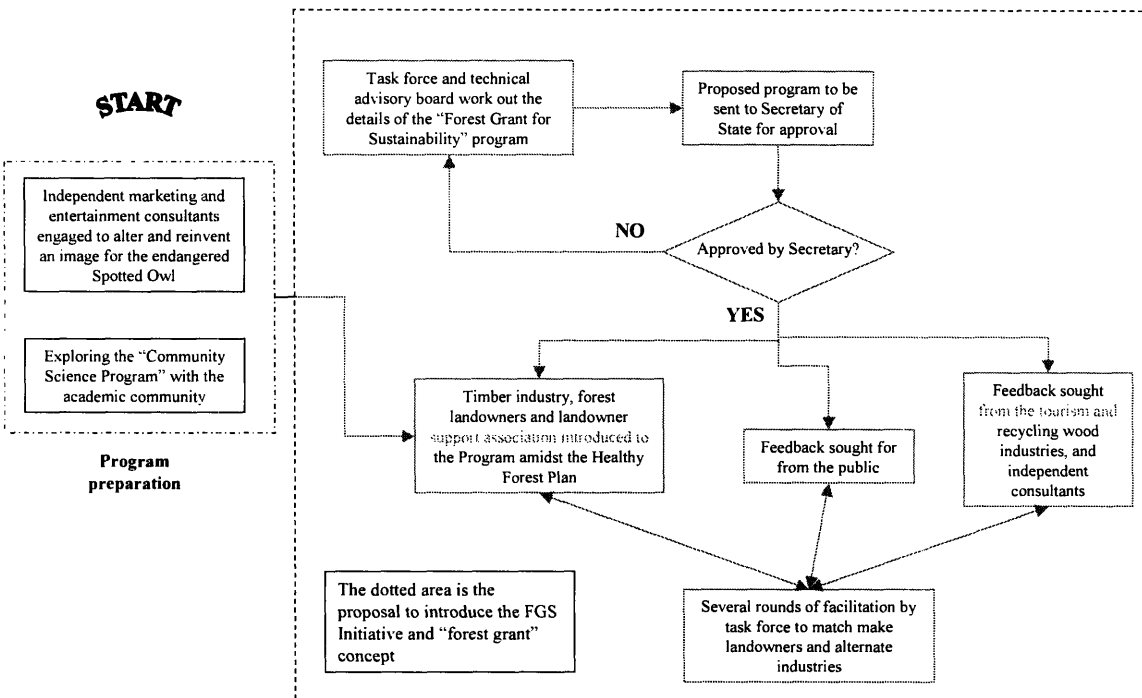 START
Independent marketing and
entertainment consultants
engaged to alter and reinvent
an image for the endangered
Spotted Owl
Exploring the “Community
Science Program” with the
academic community
Program
preparation
Task force and technical
advisory board work out the
details of the “Forest Grant for
Sustainability” program
Proposed program to be
sent to Secretary of
State for approval
NO
Approved by Secretary?
YES
Timber industry, forest
landowners and landowner
support association introduced to
the Program amidst the Healthy
Forest Plan
Feedback sought for
from the public
Feedback sought
from the tourism and
recycling wood
industries, and
independent
consultants
The dotted area is the
proposal to introduce the FGS
Initiative and “forest grant”
concept
Several rounds of facilitation by
task force to match make
landowners and alternate
industries